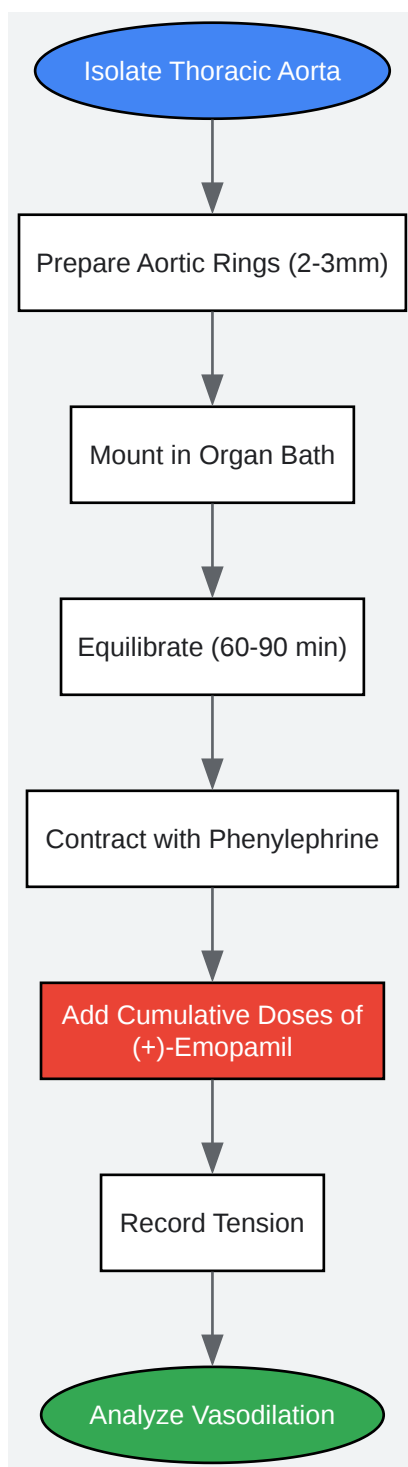 Isolate Thoracic Aorta
Prepare Aortic Rings (2-3mm)
Mount in Organ Bath
Equilibrate (60-90 min)
Contract with Phenylephrine
Add Cumulative Doses of
(+)-Emopamil
Record Tension
Analyze Vasodilation